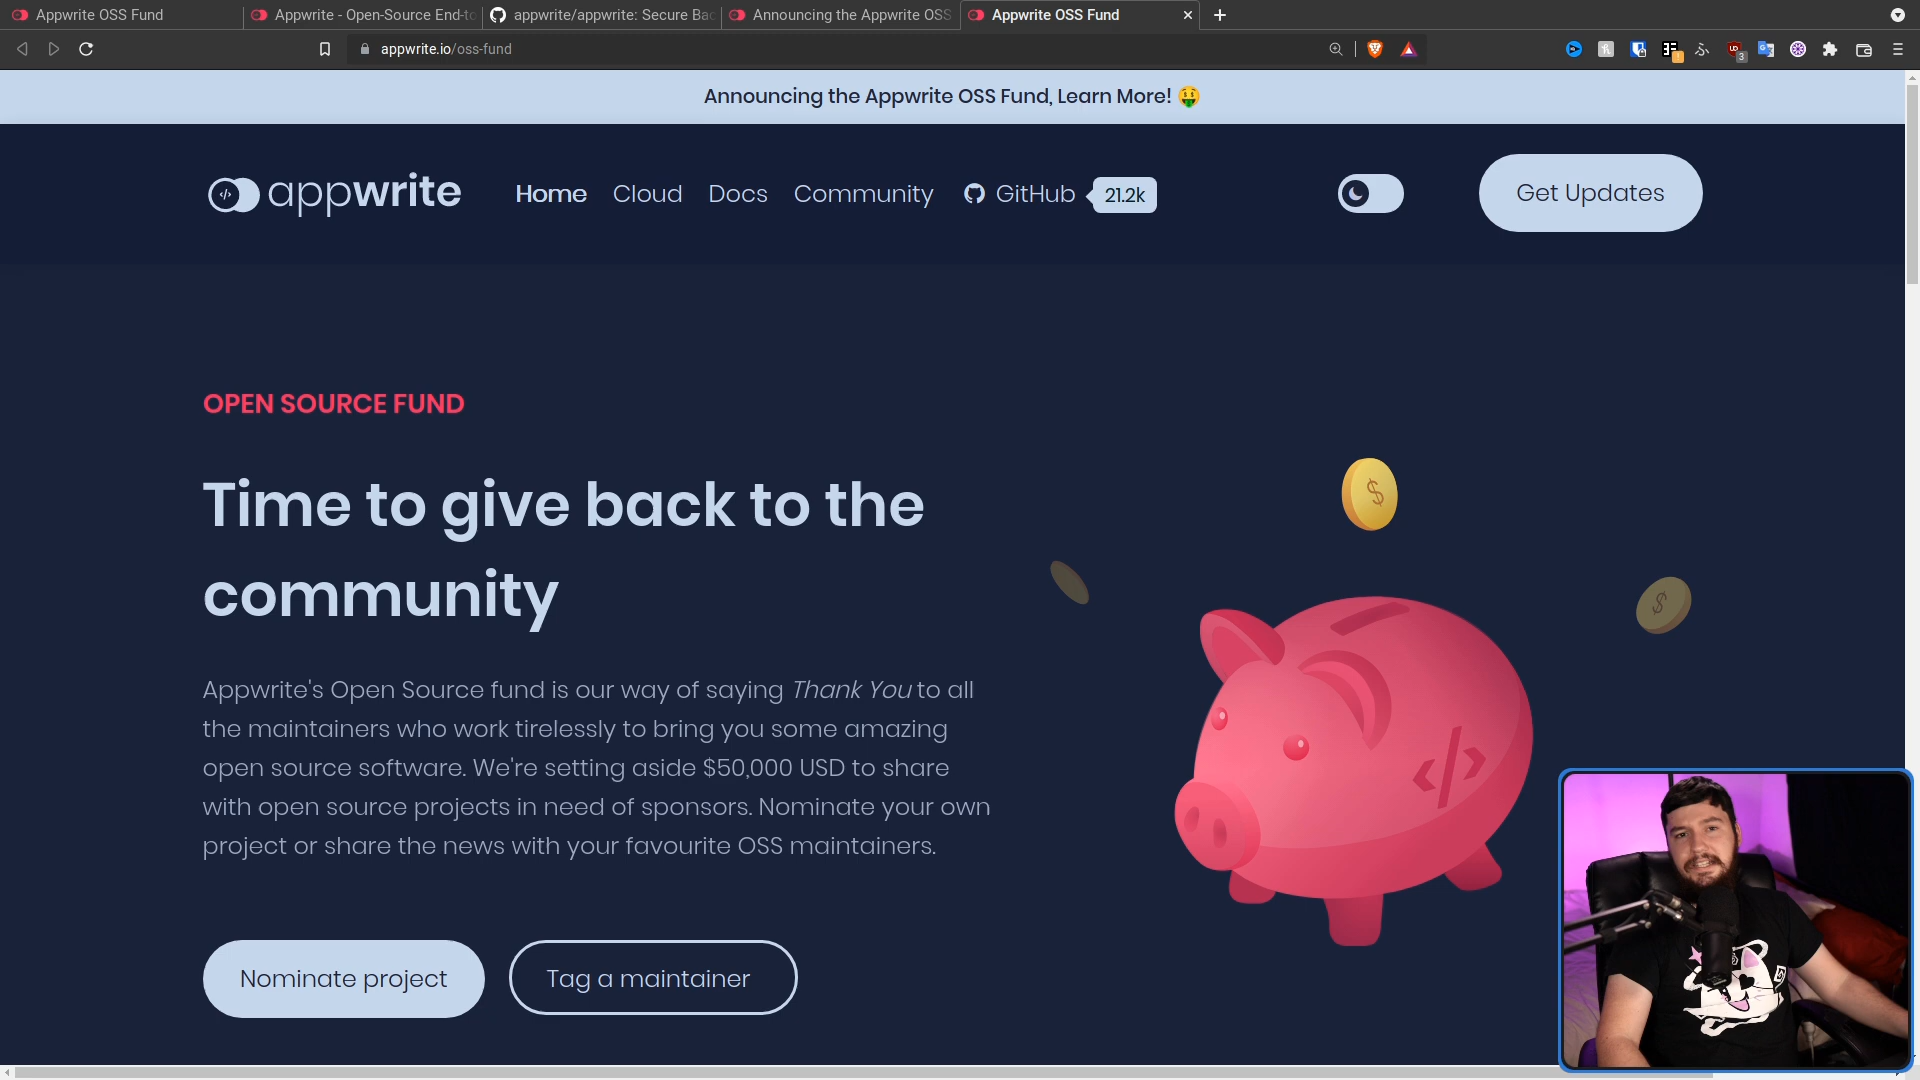 Appwrite OSS Fund
Appwrite - Open-Source End-to
appwrite/appwrite: Secure Bac
Announcing the Appwrite OSS
Appwrite OSS Fund
appwrite.io/oss-fund
3
Announcing the Appwrite OSS Fund, Learn More! 🤑
appwrite
Home
Cloud
Docs
Community
GitHub
21.2k
Get Updates
OPEN SOURCE FUND
Time to give back to the
community
Appwrite's Open Source fund is our way of saying Thank You to all
the maintainers who work tirelessly to bring you some amazing
open source software. We're setting aside $50,000 USD to share
with open source projects in need of sponsors. Nominate your own
project or share the news with your favourite OSS maintainers.
Nominate project
Tag a maintainer
$
$
</>